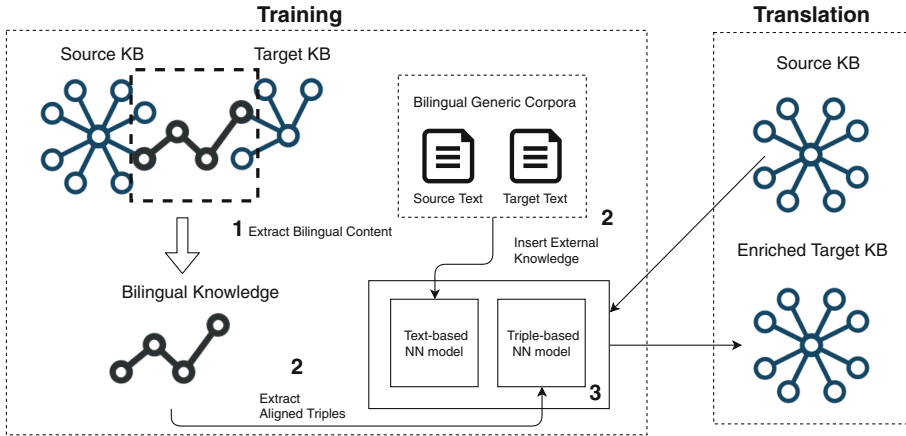 Training
Translation
Source KB
Target KB
Bilingual Generic Corpora
Source Text
Target Text
1 Extract Bilingual Content
2
Insert External
Knowledge
Bilingual Knowledge
Text-based
NN model
Triple-based
NN model
3
2
Extract
Aligned Triples
Source KB
Enriched Target KB